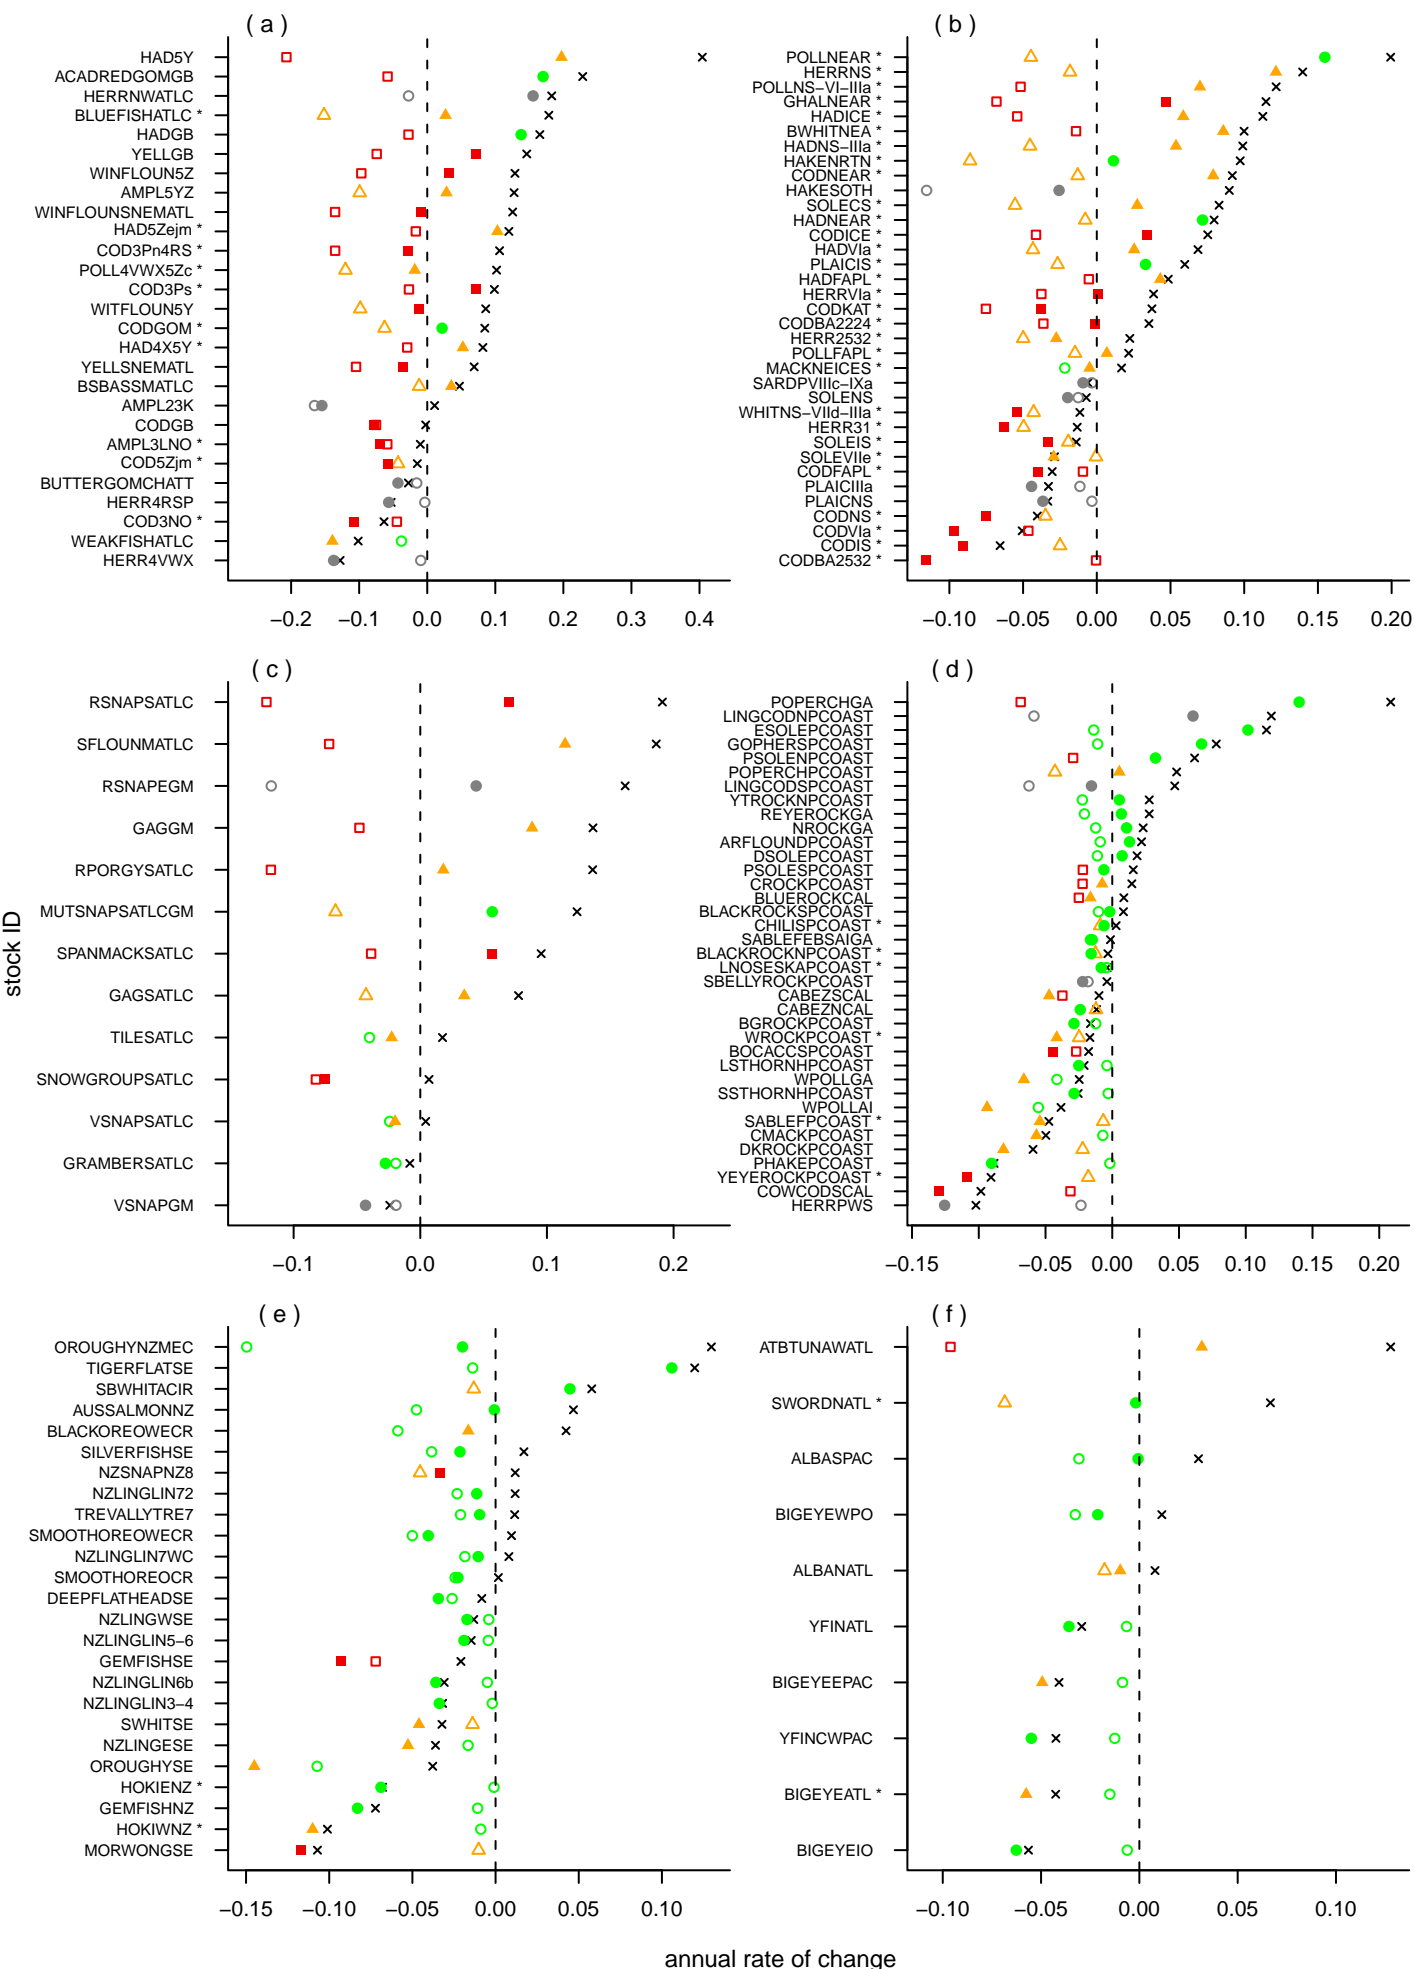 ( a )
HAD5Y
ACADREDGOMGB
HERRNWATLC
BLUEFISHATLC *
HADGB
YELLGB
WINFLOUN5Z
AMPL5YZ
WINFLOUNSNEMATL
HAD5Zejm *
COD3Pn4RS *
POLL4VWX5Zc *
COD3Ps *
WITFLOUN5Y
CODGOM *
HAD4X5Y *
YELLSNEMATL
BSBASSMATLC
AMPL23K
CODGB
AMPL3LNO *
COD5Zjm *
BUTTERGOMCHATT
HERR4RSP
COD3NO *
WEAKFISHATLC
HERR4VWX
−0.2 −0.1 0.0 0.1 0.2 0.3 0.4
( b )
POLLNEAR *
HERRNS *
POLLNS−VI−IIIa *
GHALNEAR *
HADICE *
BWHITNEA *
HADNS−IIIa *
HAKENRTN *
CODNEAR *
HAKESOTH
SOLECS *
HADNEAR *
CODICE *
HADVIa *
PLAICIS *
HADFAPL *
HERRVIa *
CODKAT *
CODBA2224 *
HERR2532 *
POLLFAPL *
MACKNEICES *
SARDPVIIIc−IXa
SOLENS
WHITNS−VIId−IIIa *
HERR31 *
SOLEIS *
SOLEVIIe *
CODFAPL *
PLAICIIIa
PLAICNS
CODNS *
CODVIa *
CODIS *
CODBA2532 *
−0.10 −0.05 0.00 0.05 0.10 0.15 0.20
( c )
RSNAPSATLC
SFLOUNMATLC
RSNAPEGM
GAGGM
RPORGYSATLC
MUTSNAPSATLCGM
SPANMACKSATLC
GAGSATLC
TILESATLC
SNOWGROUPSATLC
VSNAPSATLC
GRAMBERSATLC
VSNAPGM
−0.1 0.0 0.1 0.2
( d )
POPERCHGA
LINGCODNPCOAST
ESOLEPCOAST
GOPHERSPCOAST
PSOLENPCOAST
POPERCHPCOAST
LINGCODSPCOAST
YTROCKNPCOAST
REYEROCKGA
NROCKGA
ARFLOUNDPCOAST
DSOLEPCOAST
PSOLESPCOAST
CROCKPCOAST
BLUEROCKCAL
BLACKROCKSPCOAST
CHILISPCOAST *
SABLEFEBSAIGA
BLACKROCKNPCOAST *
LNOSESKAPCOAST *
SBELLYROCKPCOAST
CABEZSCAL
CABEZNCAL
BGROCKPCOAST
WROCKPCOAST *
BOCACCSPCOAST
LSTHORNHPCOAST
WPOLLGA
SSTHORNHPCOAST
WPOLLAI
SABLEFPCOAST *
CMACKPCOAST
DKROCKPCOAST
PHAKEPCOAST
YEYEROCKPCOAST *
COWCODSCAL
HERRPWS
−0.15 −0.05 0.00 0.05 0.10 0.15 0.20
( e )
OROUGHYNZMEC
TIGERFLATSE
SBWHITACIR
AUSSALMONNZ
BLACKOREOWECR
SILVERFISHSE
NZSNAPNZ8
NZLINGLIN72
TREVALLYTRE7
SMOOTHOREOWECR
NZLINGLIN7WC
SMOOTHOREOCR
DEEPFLATHEADSE
NZLINGWSE
NZLINGLIN5−6
GEMFISHSE
NZLINGLIN6b
NZLINGLIN3−4
SWHITSE
NZLINGESE
OROUGHYSE
HOKIENZ *
GEMFISHNZ
HOKIWNZ *
MORWONGSE
−0.15 −0.10 −0.05 0.00 0.05 0.10
( f )
ATBTUNAWATL
SWORDNATL *
ALBASPAC
BIGEYEWPO
ALBANATL
YFINATL
BIGEYEEPAC
YFINCWPAC
BIGEYEATL *
BIGEYEIO
−0.10 −0.05 0.00 0.05 0.10
stock ID
annual rate of change